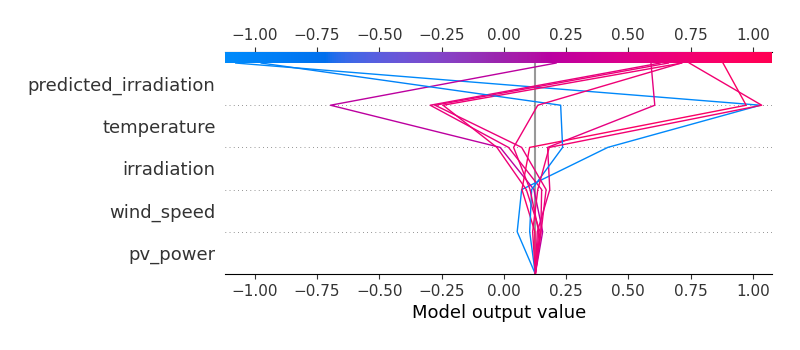 −1.00 −0.75 −0.50 −0.25 0.00 0.25 0.50 0.75 1.00
predicted_irradiation
temperature
irradiation
wind_speed
pv_power
−1.00 −0.75 −0.50 −0.25 0.00 0.25 0.50 0.75 1.00
Model output value